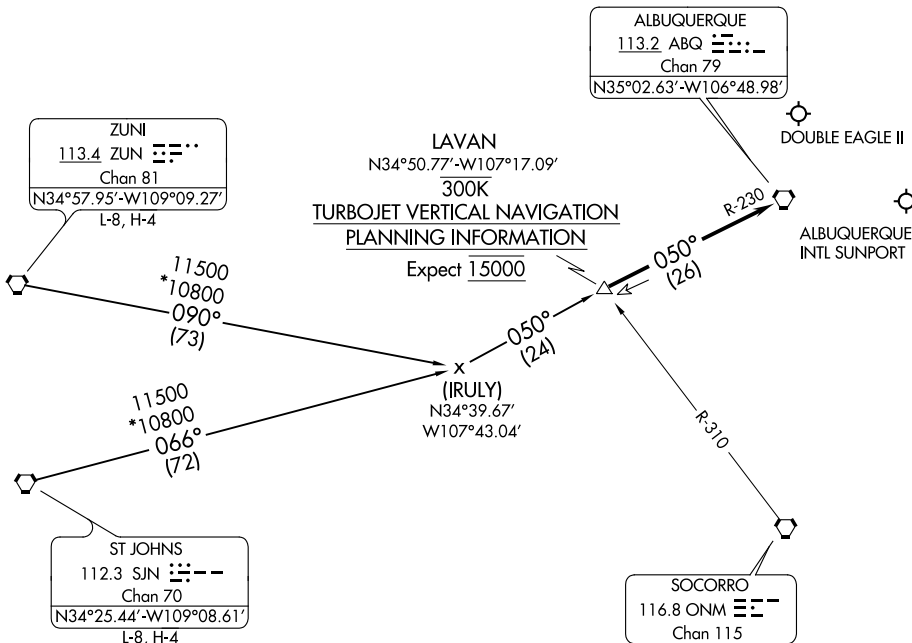 ALBUQUERQUE
113.2 ABQ
Chan 79
N35°02.63'-W106°48.98'
DOUBLE EAGLE II
ZUNI
113.4 ZUN
Chan 81
N34°57.95'-W109°09.27'
L-8, H-4
LAVAN
N34°50.77'-W107°17.09'
300K
TURBOJET VERTICAL NAVIGATION
PLANNING INFORMATION
Expect 15000
R-230
ALBUQUERQUE
INTL SUNPORT
050°
(26)
11500
*10800
090°
(73)
050°
(24)
X
(IRULY)
N34°39.67'
W107°43.04'
11500
*10800
066°
(72)
R-310
ST JOHNS
112.3 SJN
Chan 70
N34°25.44'-W109°08.61'
L-8, H-4
SOCORRO
116.8 ONM
Chan 115